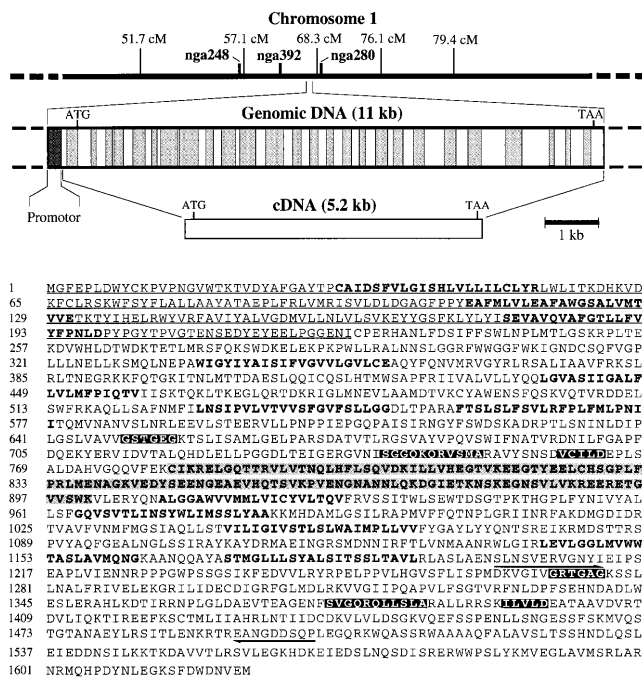 Chromosome 1
51.7 cM 57.1 cM 68.3 cM 76.1 cM 79.4 cM
nga248 nga392 nga280
ATG Genomic DNA (11 kb) TAA
Promotor
ATG cDNA (5.2 kb) TAA
1 kb
1 MGFEPLDWYCKPVPNGVWTKTVDYAFGAYTPCAIDSFVLGISHLVLLILCLYRLWLITKDHKVD
65 KFCLRSKWFSYFLALLAAYATAEPLFRLVMRISVLDLDGAGFPPYEAFMLVLEAFAWGSALVMT
129 VVETKTYIHELRWYVRFAVIYALVGDMVLLNLVLSVKEYYGSFKLYLYISEVAVQVAFGTLLFV
193 YFPNLDPYPGYTPVGTENSEDYEYEELPGGENICPERHANLFDSIFFSWLNPLMTLGSKRPLTE
257 KDVWHLDTWDKTETLMRSFQKSWDKELEKPKPWLLRALNNSLGGRFWWGGFWKIGNDCSQFVGP
321 LLLNELLKSMQLNEPAWIGYIYAISIFVGVVLGVLCEAQYFQNVMRVGYRLRSALIAAVFRKSL
385 RLTNEGRKKFQTGKITNLMTTDAESLQQICQSLHTMWSAPFRIIVALVLLYQQLGVASIIGALF
449 LVLMFPIQTVIISKTQKLTKEGLQRTDKRIGLMNEVLAAMDTVKCYAWENSFQSKVQTVRDDEL
513 SWFRKAQLLSAFNMFILNSIPVLVTVVSFGVFSLLGGDLTPARAFTSLSLFSVLRFPLFMLPNI
577 ITQMVNANVSLNRLEEVLSTEERVLLPNPPIEPGQPAISIRNGYFSWDSKADRPTLSNINLDIP
641 LGSLVAVVGSTGEGKTSLISAMLGELPARSDATVTLRGSVAYVPQVSWIFNATVRDNILFGAPF
705 DQEKYERVIDVTALQHDLELLPGGDLTEIGERGVNISGGQKQRVSMARAVYSNSDVCILDEPLS
769 ALDAHVGQQVFEKCIKRELGQTTRVLVTNQLHFLSQVDKILLVHEGTVKEEGTYEELCHSGPLF
833 PRLMENAGKVEDYSEENGEAEVHQTSVKPVENGNANNLQKDGIETKNSKEGNSVLVKREERETG
897 VVSWKVLERYQNALGGAWVVMMLVICYVLTQVFRVSSITWLSEWTDSGTPKTHGPLFYNIVYAL
961 LSFGQVSVTLINSYWLIMSSLYAAKKMHDAMLGSILRAPMVFFQTNPLGRIINRFAKDMGDIDR
1025 TVAVFVNMFMGSIAQLLSTVILIGIVSTLSLWAIMPLLVVFYGAYLYYQNTSREIKRMDSTTRS
1089 PVYAQFGEALNGLSSIRAYKAYDRMAEINGRSMDNNIRFTLVNMAANRWLGIRLEVLGGLMVWW
1153 TASLAVMQNGKAANQQAYASTMGLLLSYALSITSSLTAVLRLASLAENSLNSVERVGNYIEIPS
1217 EAPLVIENNRPPPGWPSSGSIKFEDVVLRYRPELPPVLHGVSFLISPMDKVGIVGRTGAGKSSL
1281 LNALFRIVELEKGRILIDECDIGRFGLMDLRKVVGIIPQAPVLFSGTVRFNLDPFSEHNDADLW
1345 ESLERAHLKDTIRRNPLGLDAEVTEAGENFSVGQRQLLSLARALLRRSKILVLDEATAAVDVRT
1409 DVLIQKTIREEFKSCTMLIIAHRLNTIIDCDKVLVLDSGKVQEFSSPENLLSNGESSFSKMVQS
1473 TGTANAEYLRSITLENKRTREANGDDSQPLEGQRKWQASSRWAAAAQFALAVSLTSSHNDLQSL
1537 EIEDDNSILKKTKDAVVTLRSVLEGKHDKEIEDSLNQSDISRERWWPSLYKMVEGLAVMSRLAR
1601 NRMQHPDYNLEGKSFDWDNVEM